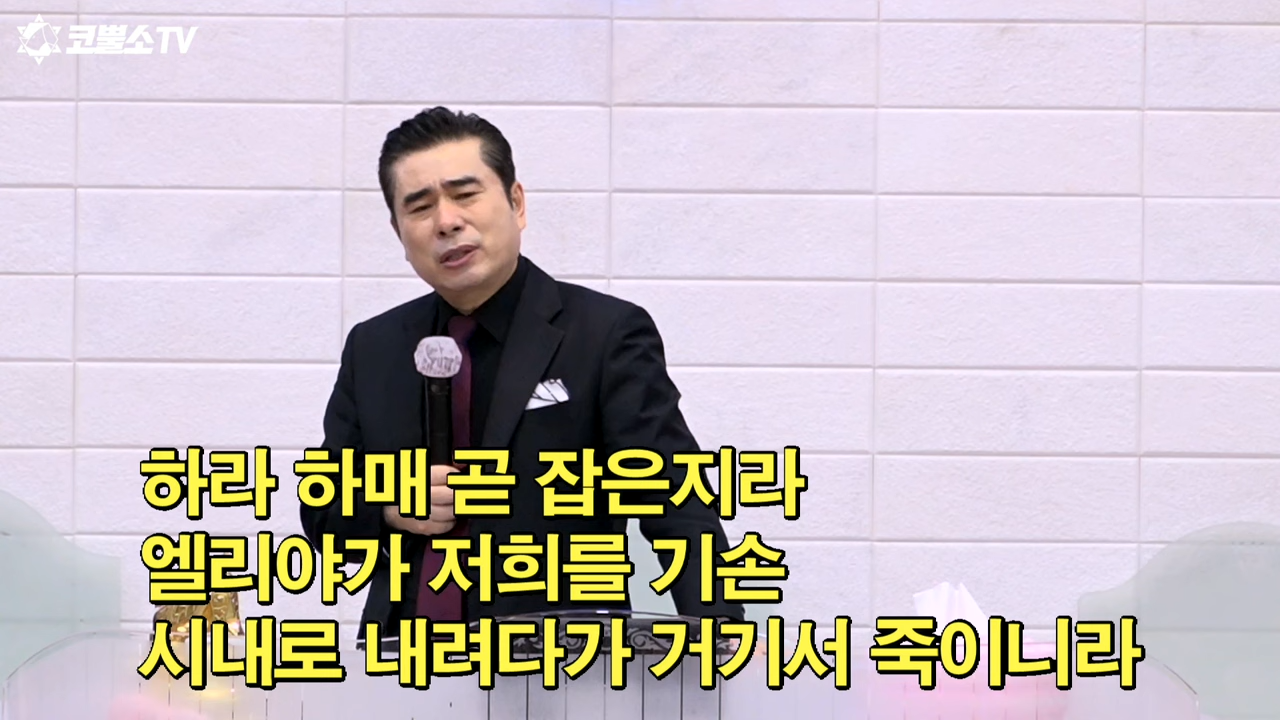 코뿔소TV
하라 하매 곧 잡은지라
엘리야가 저희를 기손
시내로 내려다가 거기서 죽이니라